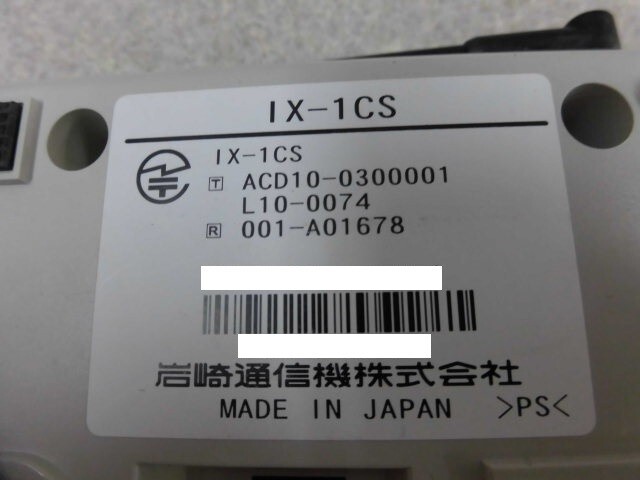 IX-1CS
IX-1CS
T ACD10-0300001
L10-0074
R 001-A01678
岩崎通信機株式会社
MADE IN JAPAN >PS<